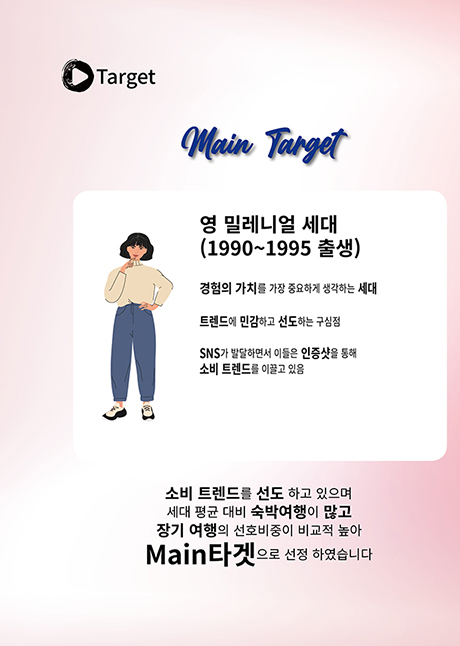 Target
Main Target
영 밀레니얼 세대
(1990~1995 출생)
경험의 가치를 가장 중요하게 생각하는 세대
트렌드에 민감하고 선도하는 구심점
SNS가 발달하면서 이들은 인증샷을 통해
소비 트렌드를 이끌고 있음
소비 트렌드를 선도 하고 있으며
세대 평균 대비 숙박여행이 많고
장기 여행의 선호비중이 비교적 높아
Main타겟으로 선정 하였습니다